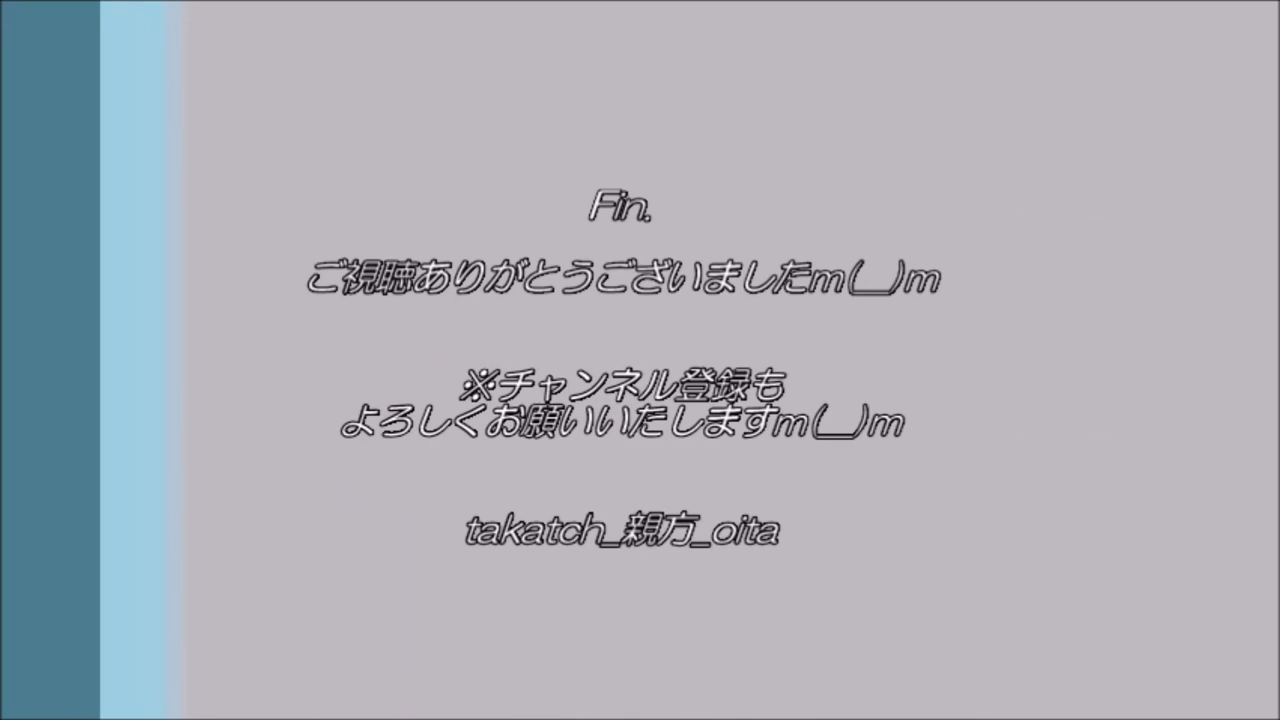 Fin.
ご視聴ありがとうございましたm(__)m
※チャンネル登録も
よろしくお願いいたしますm(__)m
takatch_親方_oita